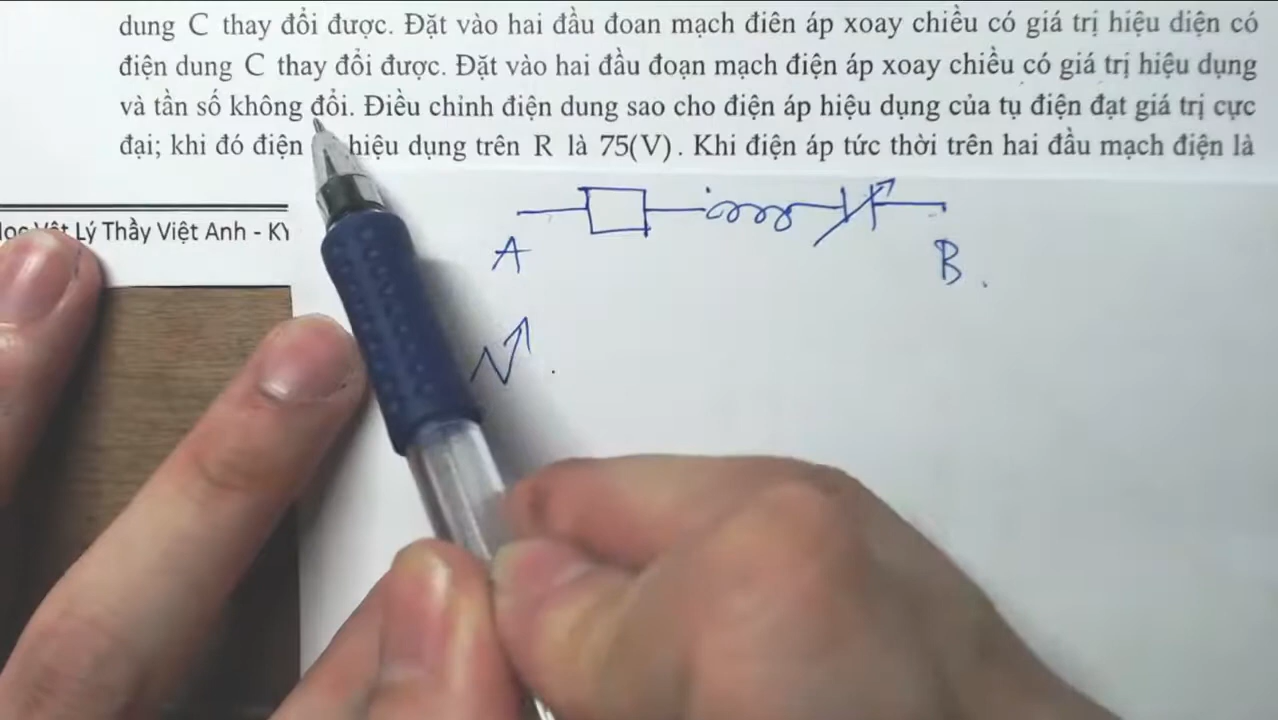 dung C thay đổi được. Đặt vào hai đầu đoan mạch điên áp xoay chiều có giá trị hiệu diện có
điện dung C thay đổi được. Đặt vào hai đầu đoạn mạch điện áp xoay chiều có giá trị hiệu dụng
và tần số không đổi. Điều chỉnh điện dung sao cho điện áp hiệu dụng của tụ điện đạt giá trị cực
đại; khi đó điện hiệu dụng trên R là 75(V). Khi điện áp tức thời trên hai đầu mạch điện là
Lý Thầy Việt Anh - KY
A
B